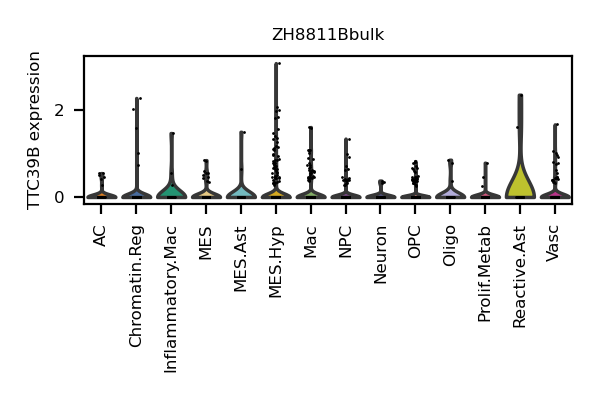 ZH8811Bbulk
TTC39B expression
2
0
AC
Chromatin.Reg
Inflammatory.Mac
MES
MES.Ast
MES.Hyp
Mac
NPC
Neuron
OPC
Oligo
Prolif.Metab
Reactive.Ast
Vasc